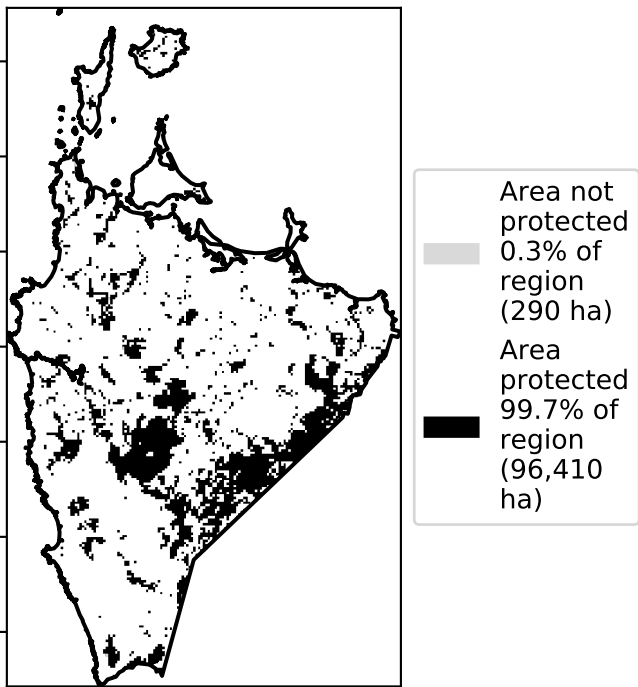 Area not
protected
0.3% of
region
(290 ha)
Area
protected
99.7% of
region
(96,410
ha)